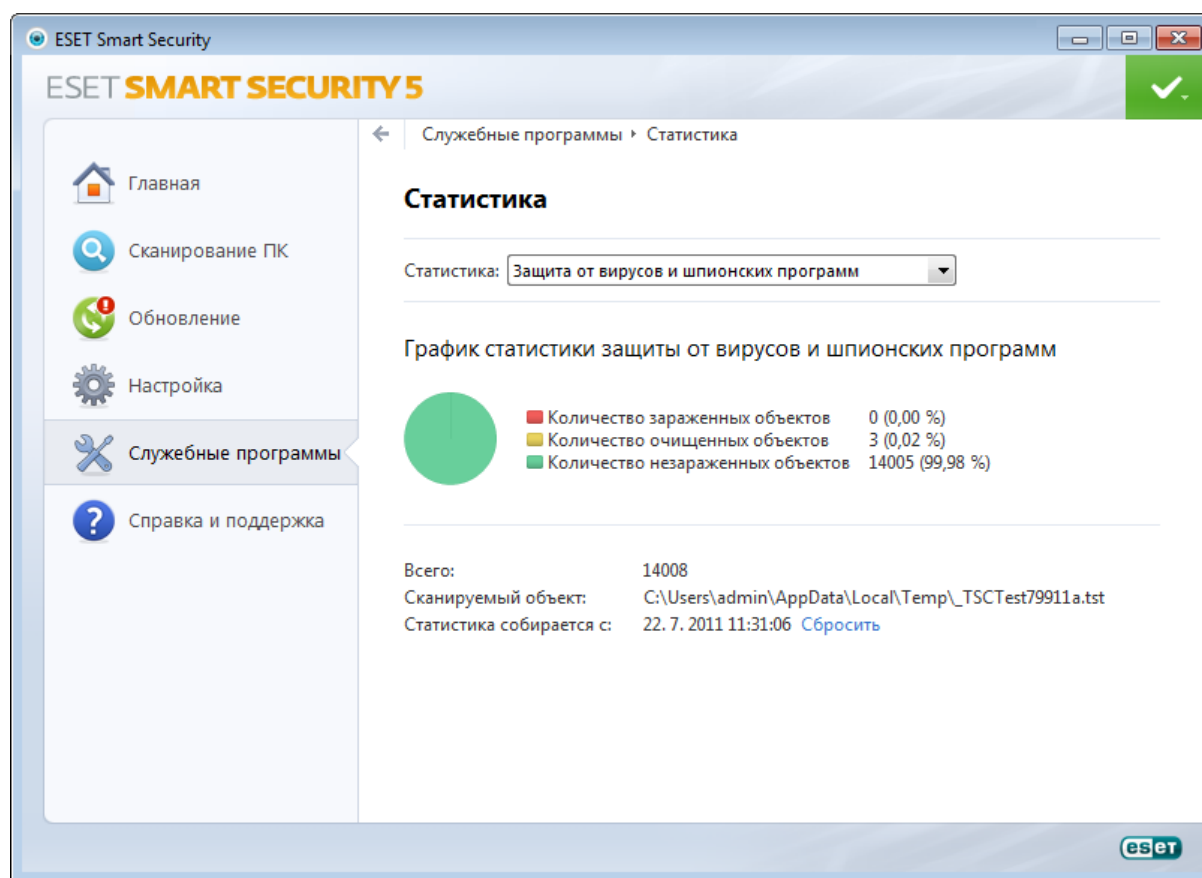 ESET Smart Security
ESET SMART SECURITY 5
Служебные программы ‣ Статистика
Главная
Сканирование ПК
Обновление
Настройка
Служебные программы
Справка и поддержка
Статистика
Статистика: Защита от вирусов и шпионских программ
График статистики защиты от вирусов и шпионских программ
Количество зараженных объектов 0 (0,00 %)
Количество очищенных объектов 3 (0,02 %)
Количество незараженных объектов 14005 (99,98 %)
Всего: 14008
Сканируемый объект: C:\Users\admin\AppData\Local\Temp\_TSCTest79911a.tst
Статистика собирается с: 22. 7. 2011 11:31:06 Сбросить
eseT